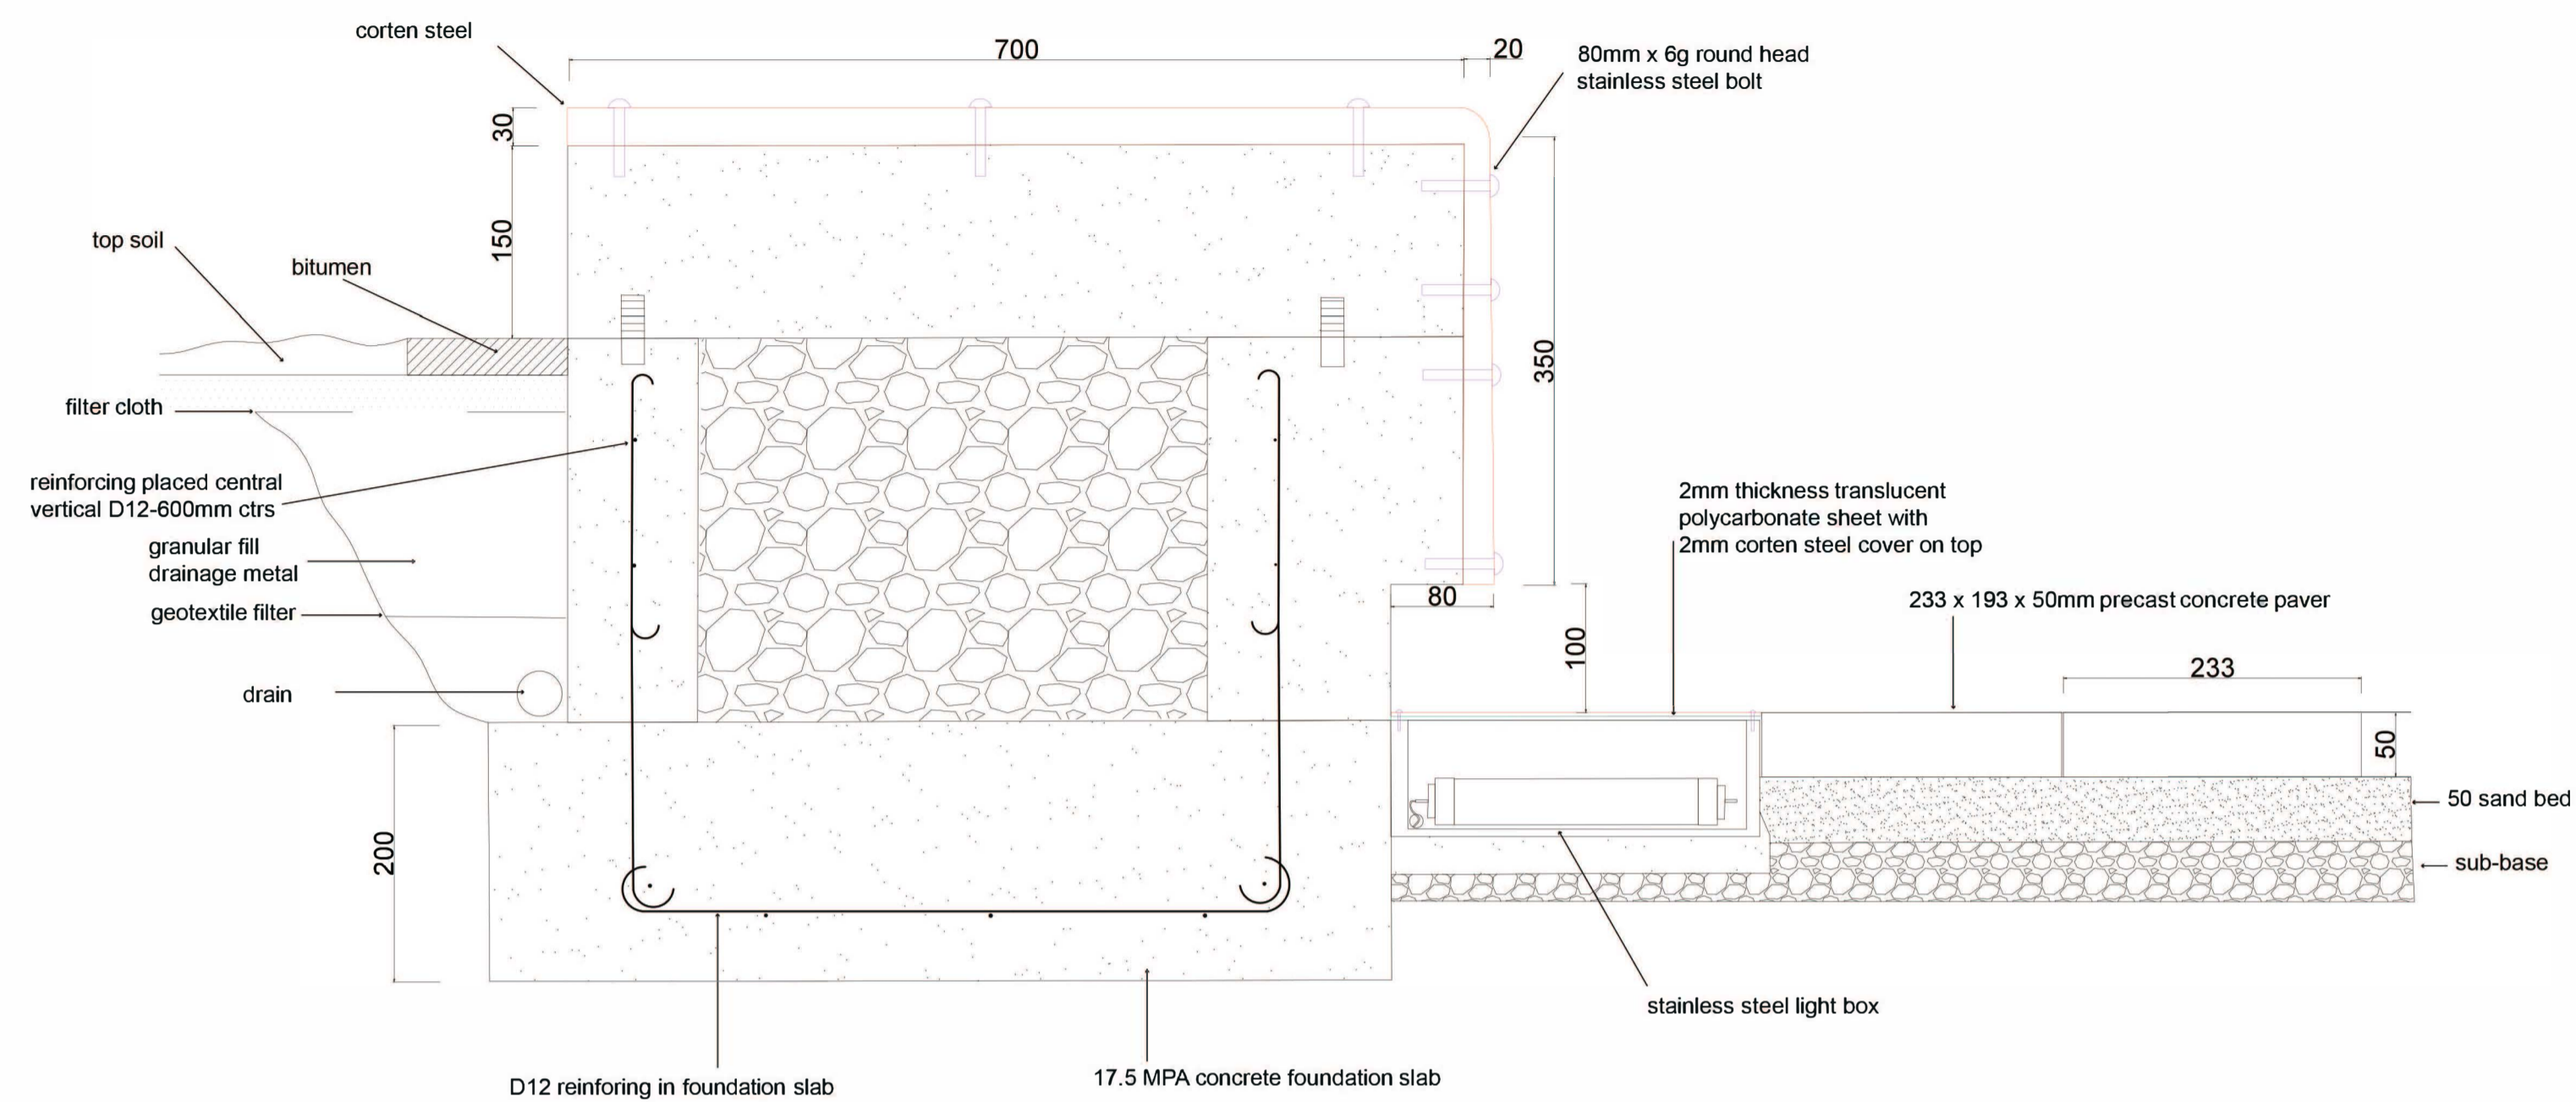 corten steel
700
20
80mm x 6g round head
stainless steel bolt
30
150
top soil
bitumen
350
filter cloth
reinforcing placed central
vertical D12-600mm ctrs
2mm thickness translucent
polycarbonate sheet with
2mm corten steel cover on top
granular fill
drainage metal
geotextile filter
80
233 x 193 x 50mm precast concrete paver
100
233
drain
50
50 sand bed
200
sub-base
stainless steel light box
D12 reinforing in foundation slab
17.5 MPA concrete foundation slab